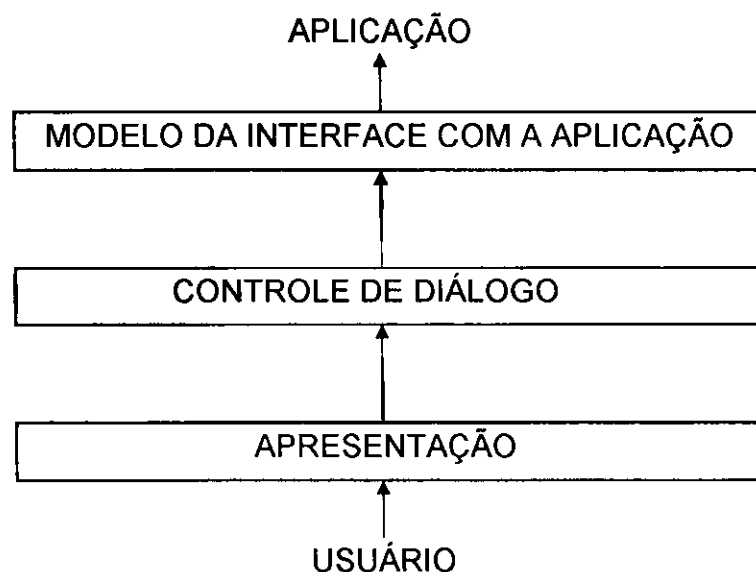 APLICAÇÃO
MODELO DA INTERFACE COM A APLICAÇÃO
CONTROLE DE DIÁLOGO
APRESENTAÇÃO
USUÁRIO